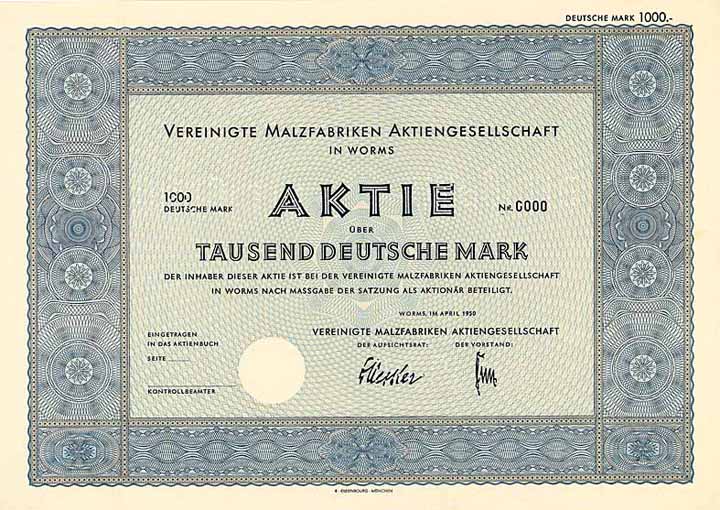 DEUTSCHE MARK 1000.-
VEREINIGTE MALZFABRIKEN AKTIENGESELLSCHAFT
IN WORMS
1000
DEUTSCHE MARK
AKTIE
NR. 0000
ÜBER
TAUSEND DEUTSCHE MARK
DER INHABER DIESER AKTIE IST BEI DER VEREINIGTE MALZFABRIKEN AKTIENGESELLSCHAFT
IN WORMS NACH MASSGABE DER SATZUNG ALS AKTIONÄR BETEILIGT.
WORMS, IM APRIL 1950
EINGETRAGEN
IN DAS AKTIENBUCH
SEITE
KONTROLLBEAMTER
VEREINIGTE MALZFABRIKEN AKTIENGESELLSCHAFT
DER AUFSICHTSRAT: DER VORSTAND: